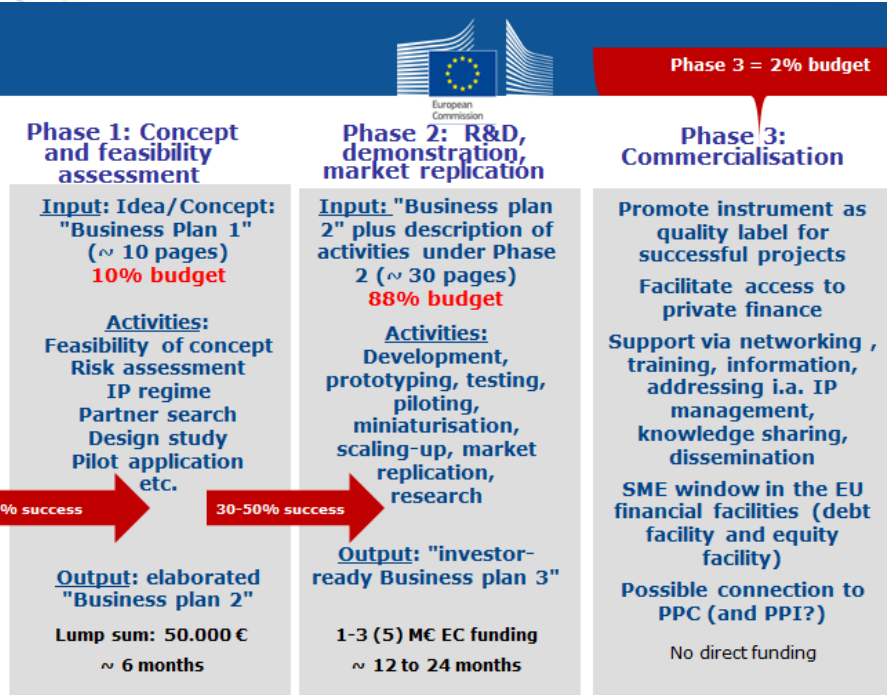 Phase 3 = 2% budget
European
Commission
Phase 1: Concept
and feasibility
assessment
Input: Idea/Concept:
"Business Plan 1"
(~ 10 pages)
10% budget
Activities:
Feasibility of concept
Risk assessment
IP regime
Partner search
Design study
Pilot application
etc.
% success
Output: elaborated
"Business plan 2"
Lump sum: 50.000 €
~ 6 months
Phase 2: R&D,
demonstration,
market replication
Input: "Business plan
2" plus description of
activities under Phase
2 (~ 30 pages)
88% budget
Activities:
Development,
prototyping, testing,
piloting,
miniaturisation,
scaling-up, market
replication,
research
30-50% success
Output: "investor-
ready Business plan 3"
1-3 (5) M€ EC funding
~ 12 to 24 months
Phase 3:
Commercialisation
Promote instrument as
quality label for
successful projects
Facilitate access to
private finance
Support via networking ,
training, information,
addressing i.a. IP
management,
knowledge sharing,
dissemination
SME window in the EU
financial facilities (debt
facility and equity
facility)
Possible connection to
PPC (and PPI?)
No direct funding